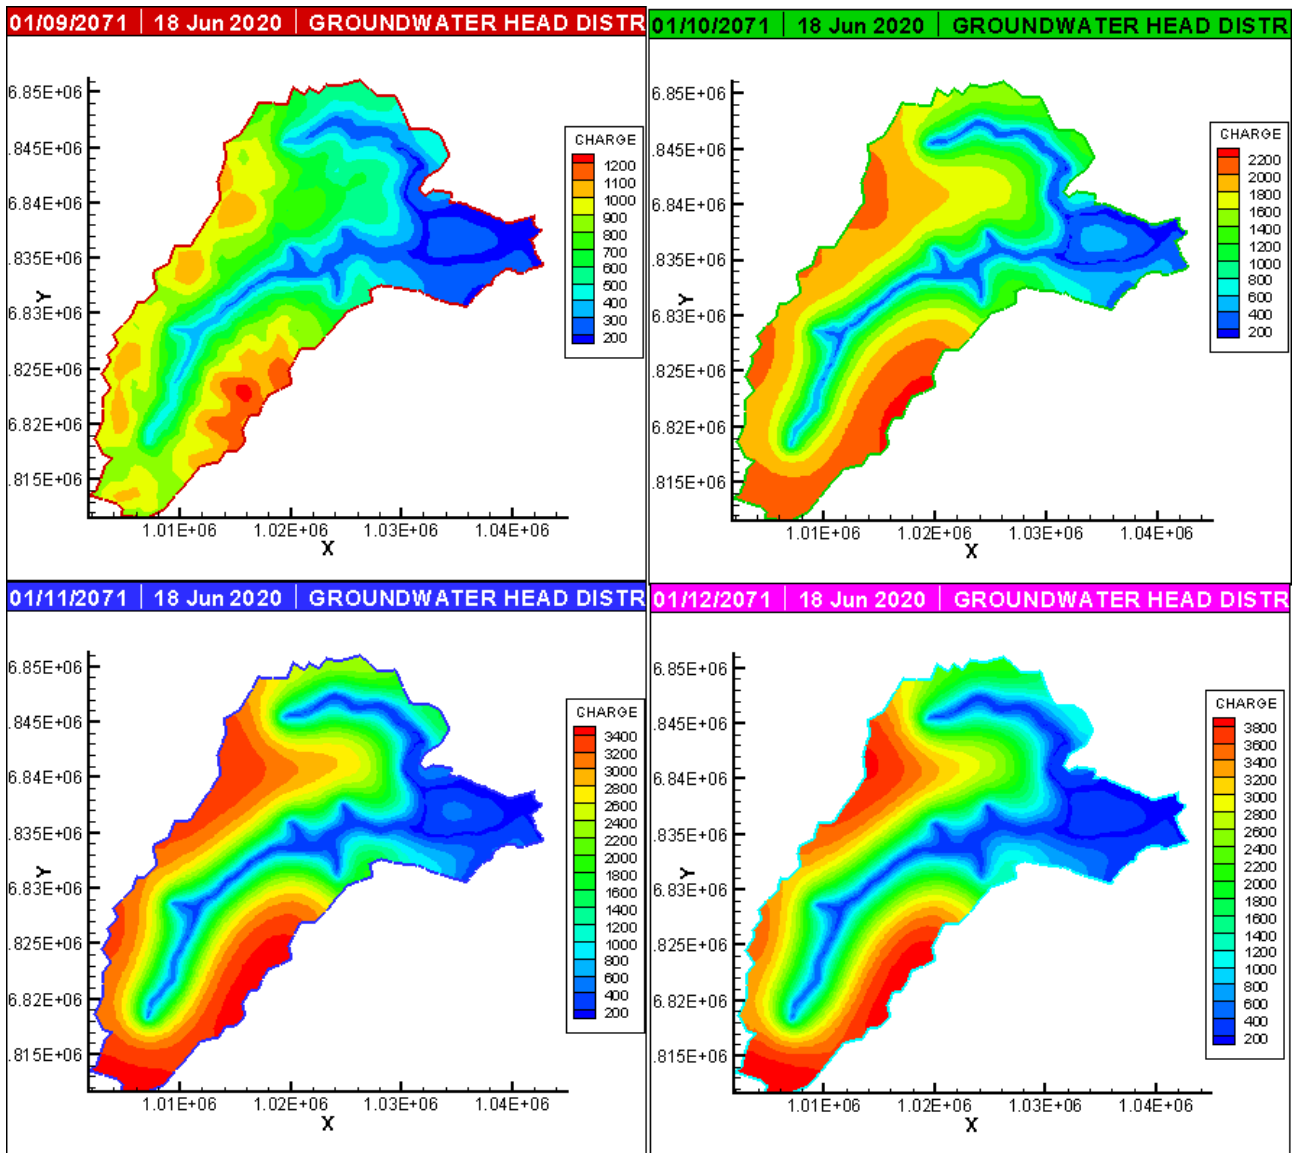 01/09/2071 | 18 Jun 2020 | GROUNDWATER HEAD DISTR
6.85E+06
.845E+06
6.84E+06
.835E+06
6.83E+06
.825E+06
6.82E+06
.815E+06
Y
1.01E+06 1.02E+06 1.03E+06 1.04E+06
X
CHARGE
1200
1100
1000
900
800
700
600
500
400
300
200
01/10/2071 | 18 Jun 2020 | GROUNDWATER HEAD DISTR
6.85E+06
.845E+06
6.84E+06
.835E+06
6.83E+06
.825E+06
6.82E+06
.815E+06
Y
1.01E+06 1.02E+06 1.03E+06 1.04E+06
X
CHARGE
2200
2000
1800
1600
1400
1200
1000
800
600
400
200
01/11/2071 | 18 Jun 2020 | GROUNDWATER HEAD DISTR
6.85E+06
.845E+06
6.84E+06
.835E+06
6.83E+06
.825E+06
6.82E+06
.815E+06
Y
1.01E+06 1.02E+06 1.03E+06 1.04E+06
X
CHARGE
3400
3200
3000
2800
2600
2400
2200
2000
1800
1600
1400
1200
1000
800
600
400
200
01/12/2071 | 18 Jun 2020 | GROUNDWATER HEAD DISTR
6.85E+06
.845E+06
6.84E+06
.835E+06
6.83E+06
.825E+06
6.82E+06
.815E+06
Y
1.01E+06 1.02E+06 1.03E+06 1.04E+06
X
CHARGE
3800
3600
3400
3200
3000
2800
2600
2400
2200
2000
1800
1600
1400
1200
1000
800
600
400
200